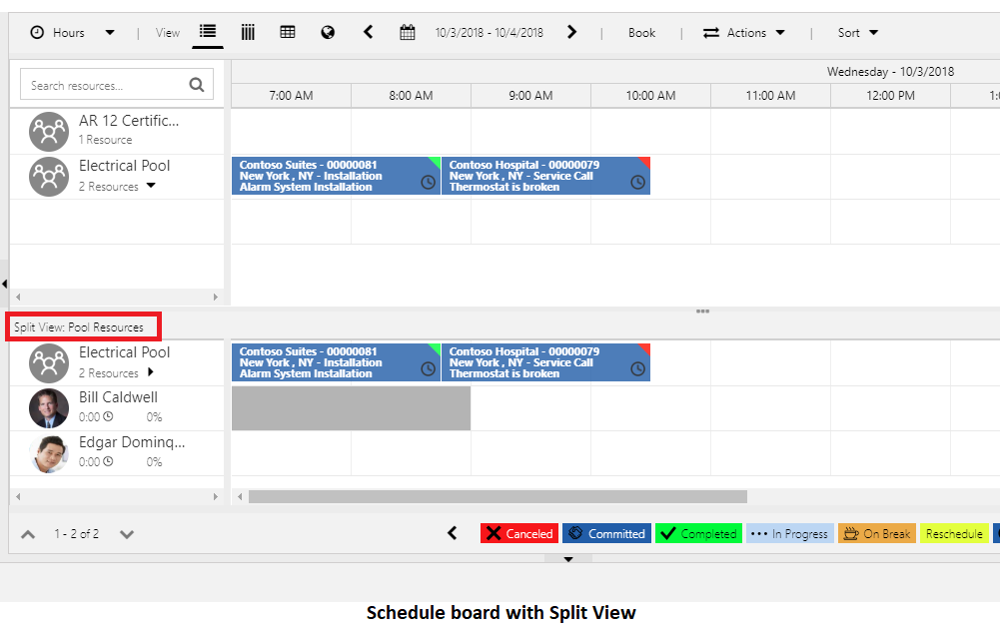 Hours | View 10/3/2018 - 10/4/2018 | Book | Actions | Sort
Search resources...
Wednesday - 10/3/2018
7:00 AM 8:00 AM 9:00 AM 10:00 AM 11:00 AM 12:00 PM 1:
AR 12 Certific...
1 Resource
Electrical Pool
2 Resources
Contoso Suites - 00000081
New York , NY - Installation
Alarm System Installation
Contoso Hospital - 00000079
New York , NY - Service Call
Thermostat is broken
Split View: Pool Resources
Electrical Pool
2 Resources
Contoso Suites - 00000081
New York , NY - Installation
Alarm System Installation
Contoso Hospital - 00000079
New York , NY - Service Call
Thermostat is broken
Bill Caldwell
0:00 0%
Edgar Doming...
0:00 0%
1 - 2 of 2 Canceled Committed Completed In Progress On Break Reschedule
Schedule board with Split View